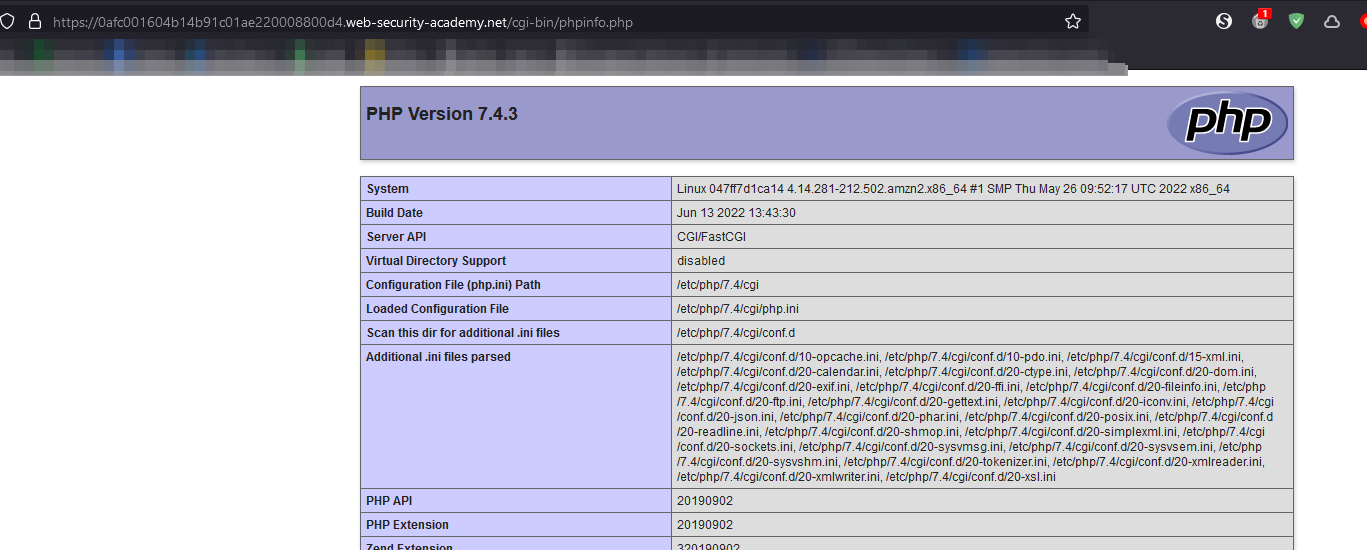 https://0afc001604b14b91c01ae220008800d4.web-security-academy.net/cgi-bin/phpinfo.php
1
PHP Version 7.4.3
php
System
Linux 047ff7d1ca14 4.14.281-212.502.amzn2.x86_64 #1 SMP Thu May 26 09:52:17 UTC 2022 x86_64
Build Date
Jun 13 2022 13:43:30
Server API
CGI/FastCGI
Virtual Directory Support
disabled
Configuration File (php.ini) Path
/etc/php/7.4/cgi
Loaded Configuration File
/etc/php/7.4/cgi/php.ini
Scan this dir for additional .ini files
/etc/php/7.4/cgi/conf.d
Additional .ini files parsed
/etc/php/7.4/cgi/conf.d/10-opcache.ini, /etc/php/7.4/cgi/conf.d/10-pdo.ini, /etc/php/7.4/cgi/conf.d/15-xml.ini,
/etc/php/7.4/cgi/conf.d/20-calendar.ini, /etc/php/7.4/cgi/conf.d/20-ctype.ini, /etc/php/7.4/cgi/conf.d/20-dom.ini,
/etc/php/7.4/cgi/conf.d/20-exif.ini, /etc/php/7.4/cgi/conf.d/20-ffi.ini, /etc/php/7.4/cgi/conf.d/20-fileinfo.ini, /etc/php
/7.4/cgi/conf.d/20-ftp.ini, /etc/php/7.4/cgi/conf.d/20-gettext.ini, /etc/php/7.4/cgi/conf.d/20-iconv.ini, /etc/php/7.4/cgi
/conf.d/20-json.ini, /etc/php/7.4/cgi/conf.d/20-phar.ini, /etc/php/7.4/cgi/conf.d/20-posix.ini, /etc/php/7.4/cgi/conf.d
/20-readline.ini, /etc/php/7.4/cgi/conf.d/20-shmop.ini, /etc/php/7.4/cgi/conf.d/20-simplexml.ini, /etc/php/7.4/cgi
/conf.d/20-sockets.ini, /etc/php/7.4/cgi/conf.d/20-sysvmsg.ini, /etc/php/7.4/cgi/conf.d/20-sysvsem.ini, /etc/php
/7.4/cgi/conf.d/20-sysvshm.ini, /etc/php/7.4/cgi/conf.d/20-tokenizer.ini, /etc/php/7.4/cgi/conf.d/20-xmlreader.ini,
/etc/php/7.4/cgi/conf.d/20-xmlwriter.ini, /etc/php/7.4/cgi/conf.d/20-xsl.ini
PHP API
20190902
PHP Extension
20190902
Zend Extension
320190902